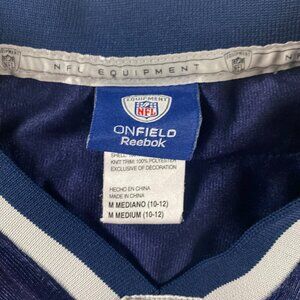 NFL EQUIPMENT
EQUIPMENT
NFL
ONFIELD
Reebok
KNIT TRIM: 100% POLYESTER
EXCLUSIVE OF DECORATION
HECHO EN CHINA
MADE IN CHINA
M MEDIANO (10-12)
M MEDIUM (10-12)